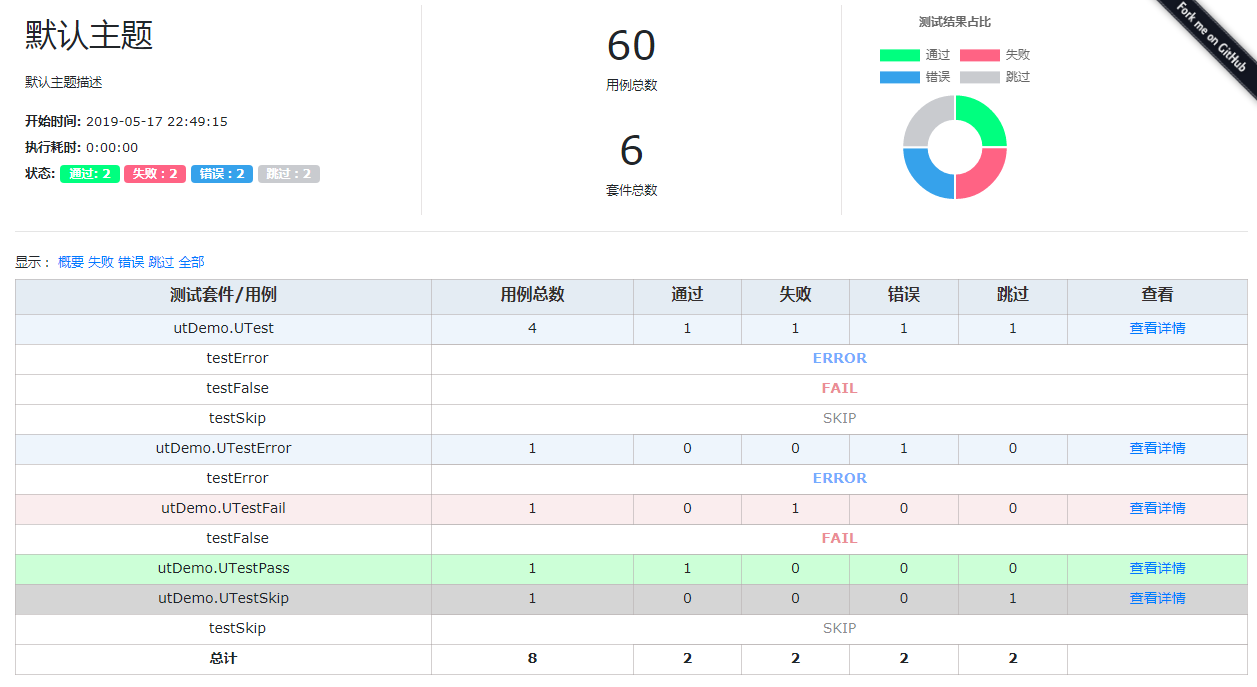 默认主题
默认主题描述
开始时间: 2019-05-17 22:49:15
执行耗时: 0:00:00
状态: 通过: 2 失败 : 2 错误 : 2 跳过 : 2
60
用例总数
6
套件总数
测试结果占比
通过 失败
错误 跳过
Fork me on GitHub
显示： 概要 失败 错误 跳过 全部
测试套件/用例 用例总数 通过 失败 错误 跳过 查看
utDemo.UTest 4 1 1 1 1 查看详情
testError ERROR
testFalse FAIL
testSkip SKIP
utDemo.UTestError 1 0 0 1 0 查看详情
testError ERROR
utDemo.UTestFail 1 0 1 0 0 查看详情
testFalse FAIL
utDemo.UTestPass 1 1 0 0 0 查看详情
utDemo.UTestSkip 1 0 0 0 1 查看详情
testSkip SKIP
总计 8 2 2 2 2